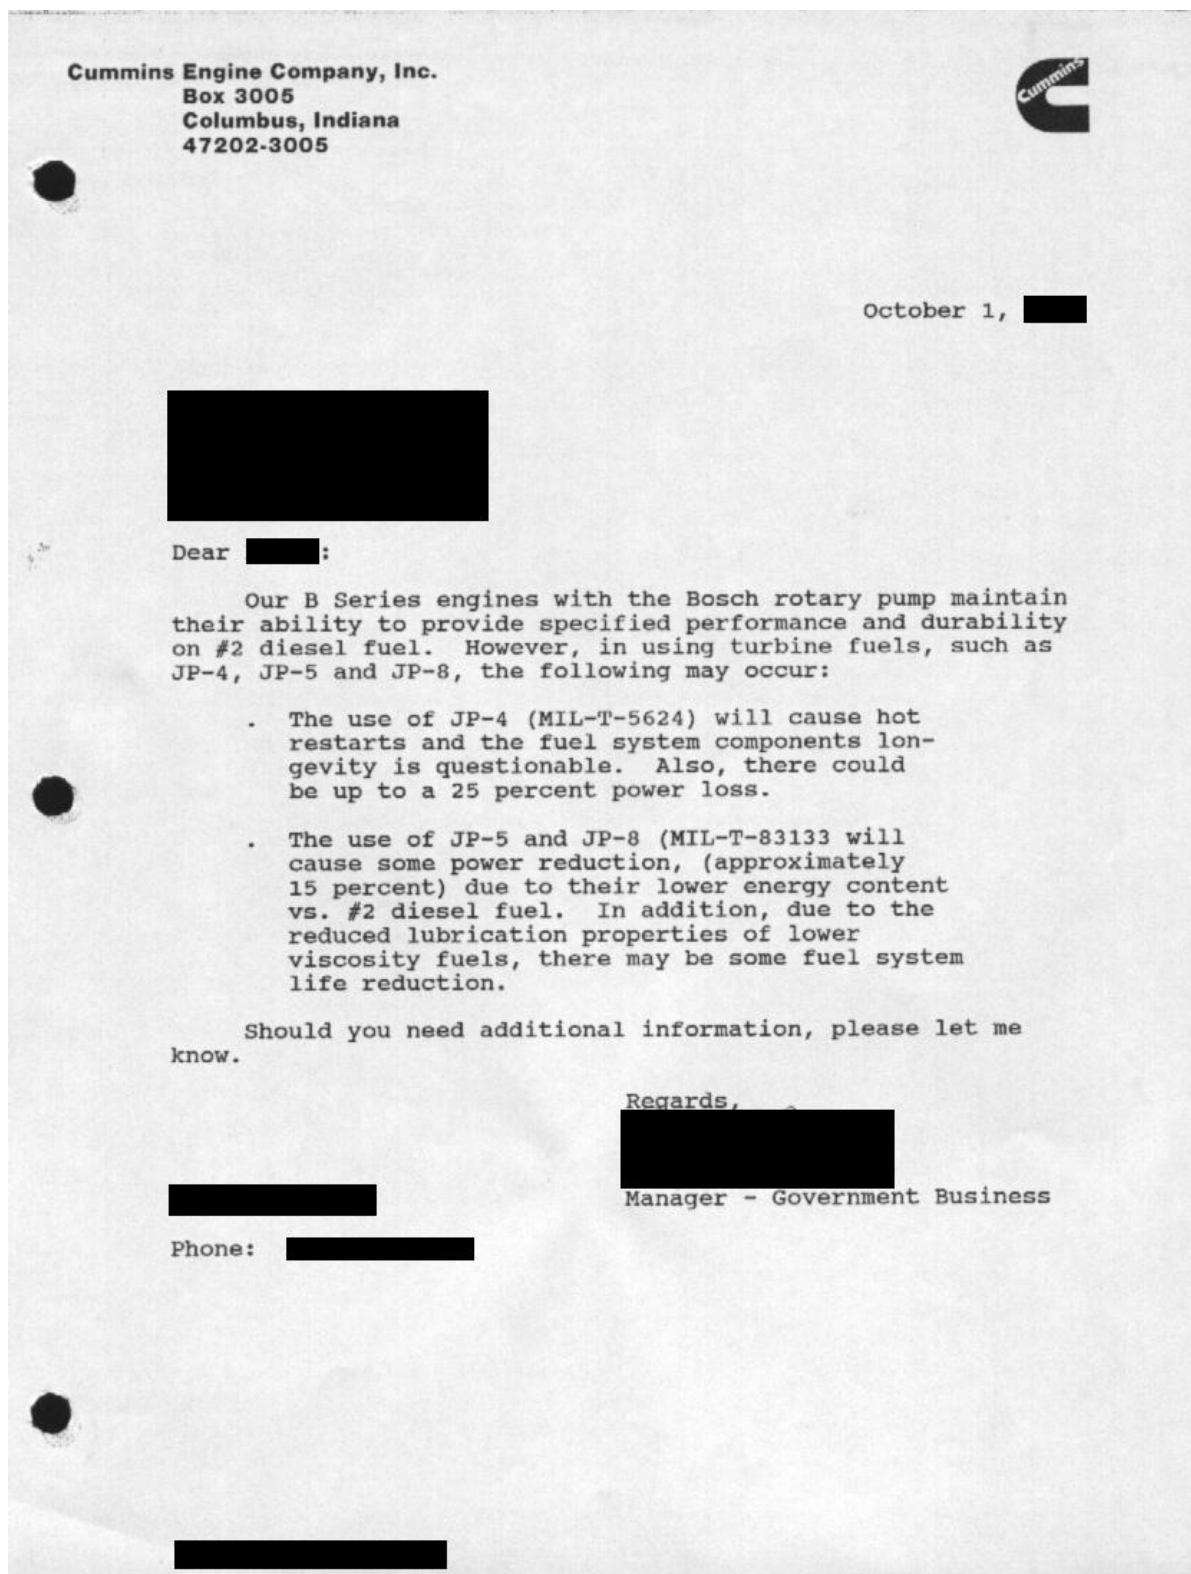 Cummins Engine Company, Inc.
Box 3005
Columbus, Indiana
47202-3005
Cummins
October 1,
Dear :
Our B Series engines with the Bosch rotary pump maintain
their ability to provide specified performance and durability
on #2 diesel fuel. However, in using turbine fuels, such as
JP-4, JP-5 and JP-8, the following may occur:
. The use of JP-4 (MIL-T-5624) will cause hot
restarts and the fuel system components lon-
gevity is questionable. Also, there could
be up to a 25 percent power loss.
. The use of JP-5 and JP-8 (MIL-T-83133 will
cause some power reduction, (approximately
15 percent) due to their lower energy content
vs. #2 diesel fuel. In addition, due to the
reduced lubrication properties of lower
viscosity fuels, there may be some fuel system
life reduction.
Should you need additional information, please let me
know.
Regards,
Manager - Government Business
Phone: